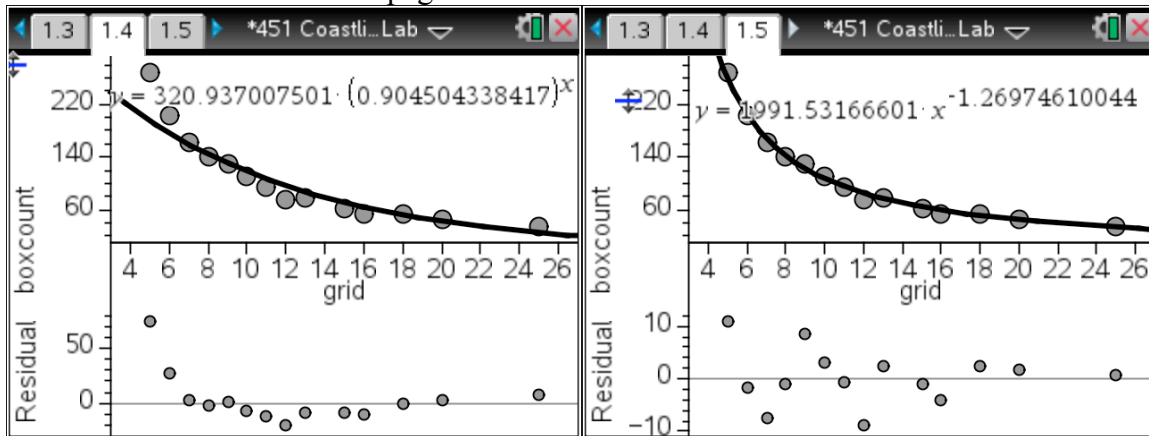 1.3 1.4 1.5 *451 Coastli...Lab
y = 320.937007501·(0.904504338417)^x
220
140
60
boxcount
4 6 8 10 12 14 16 18 20 22 24 26
grid
50
0
Residual
1.3 1.4 1.5 *451 Coastli...Lab
y = 1991.53166601·x^-1.26974610044
220
140
60
boxcount
4 6 8 10 12 14 16 18 20 22 24 26
grid
10
0
-10
Residual